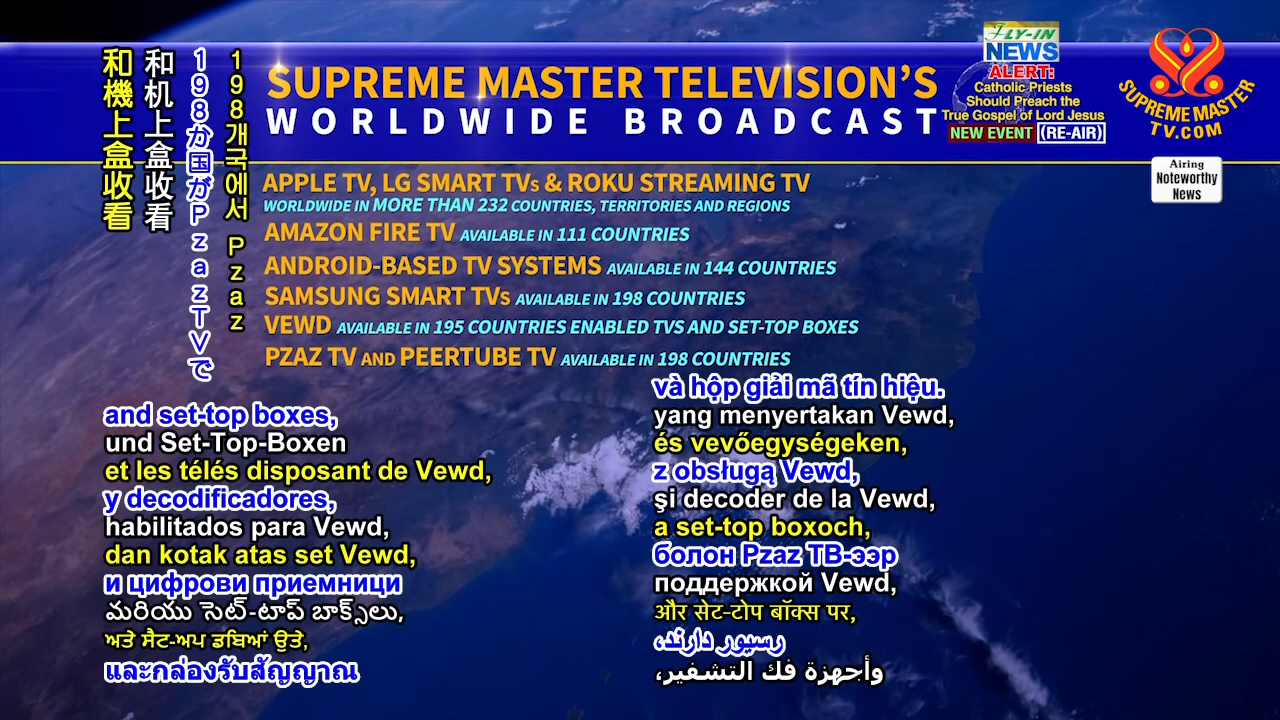 和機上盒收看
和机上盒收看
198か国がPzazTVで
198개국에서 Pzaz
SUPREME MASTER TELEVISION'S
WORLDWIDE BROADCAST
FLY-IN
NEWS
ALERT:
Catholic Priests
Should Preach the
True Gospel of Lord Jesus
NEW EVENT (RE-AIR)
SUPREME MASTER
TV.COM
Airing
Noteworthy
News
APPLE TV, LG SMART TVs & ROKU STREAMING TV
WORLDWIDE IN MORE THAN 232 COUNTRIES, TERRITORIES AND REGIONS
AMAZON FIRE TV AVAILABLE IN 111 COUNTRIES
ANDROID-BASED TV SYSTEMS AVAILABLE IN 144 COUNTRIES
SAMSUNG SMART TVs AVAILABLE IN 198 COUNTRIES
VEWD AVAILABLE IN 195 COUNTRIES ENABLED TVS AND SET-TOP BOXES
PZAZ TV AND PEERTUBE TV AVAILABLE IN 198 COUNTRIES
and set-top boxes,
und Set-Top-Boxen
et les télés disposant de Vewd,
y decodificadores,
habilitados para Vewd,
dan kotak atas set Vewd,
и цифрови приемници
మరియు సెట్-టాప్ బాక్స్‌లు,
ਅਤੇ ਸੈਟ-ਅਪ ਡਬਿਆਂ ਉਤੇ,
และกล่องรับสัญญาณ
và hộp giải mã tín hiệu.
yang menyertakan Vewd,
és vevőegységeken,
z obsługą Vewd,
și decoder de la Vewd,
a set-top boxoch,
болон Pzaz ТВ-ээр
поддержкой Vewd,
और सेट-टोप बॉक्स पर,
رسیور دارند،
وأجهزة فك التشفير،